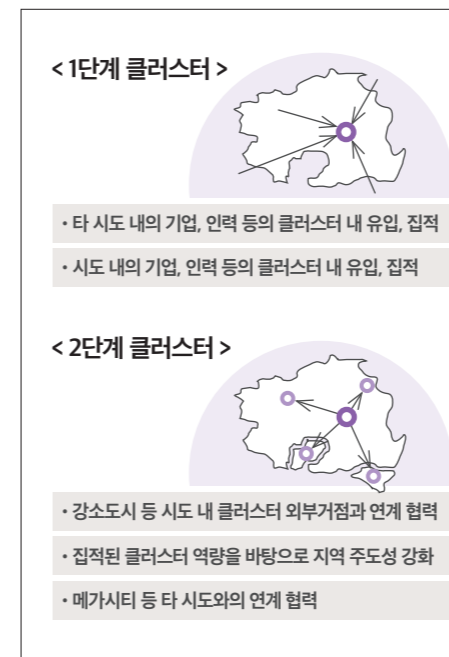 < 1단계 클러스터 >
• 타 시도 내의 기업, 인력 등의 클러스터 내 유입, 집적
• 시도 내의 기업, 인력 등의 클러스터 내 유입, 집적
< 2단계 클러스터 >
• 강소도시 등 시도 내 클러스터 외부거점과 연계 협력
• 집적된 클러스터 역량을 바탕으로 지역 주도성 강화
• 메가시티 등 타 시도와의 연계 협력